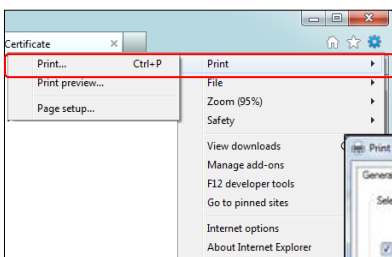 Certificate
Print... Ctrl+P
Print preview...
Page setup...
Print
File
Zoom (95%)
Safety
View downloads
Manage add-ons
F12 developer tools
Go to pinned sites
Internet options
About Internet Explorer
Print